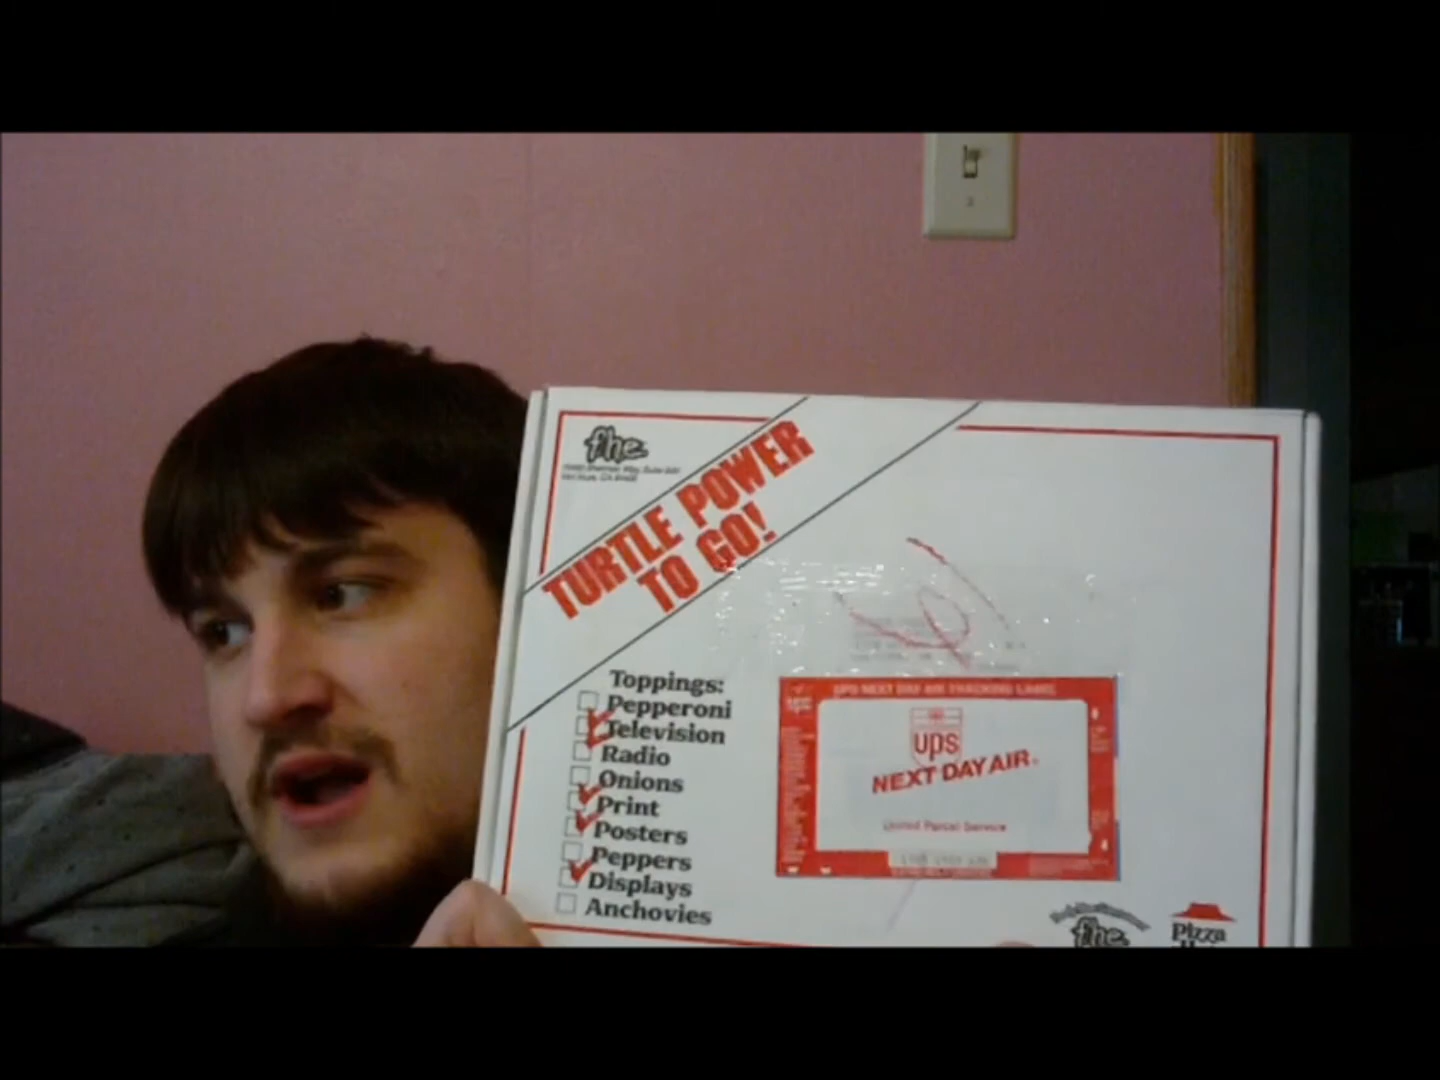 fhe
TURTLE POWER
TO GO!
Toppings:
Pepperoni
Television
Radio
Onions
Print
Posters
Peppers
Displays
Anchovies
UPS NEXT DAY AIR TRACKING LABEL
ups
NEXT DAY AIR
United Parcel Service
fhe
Pizza